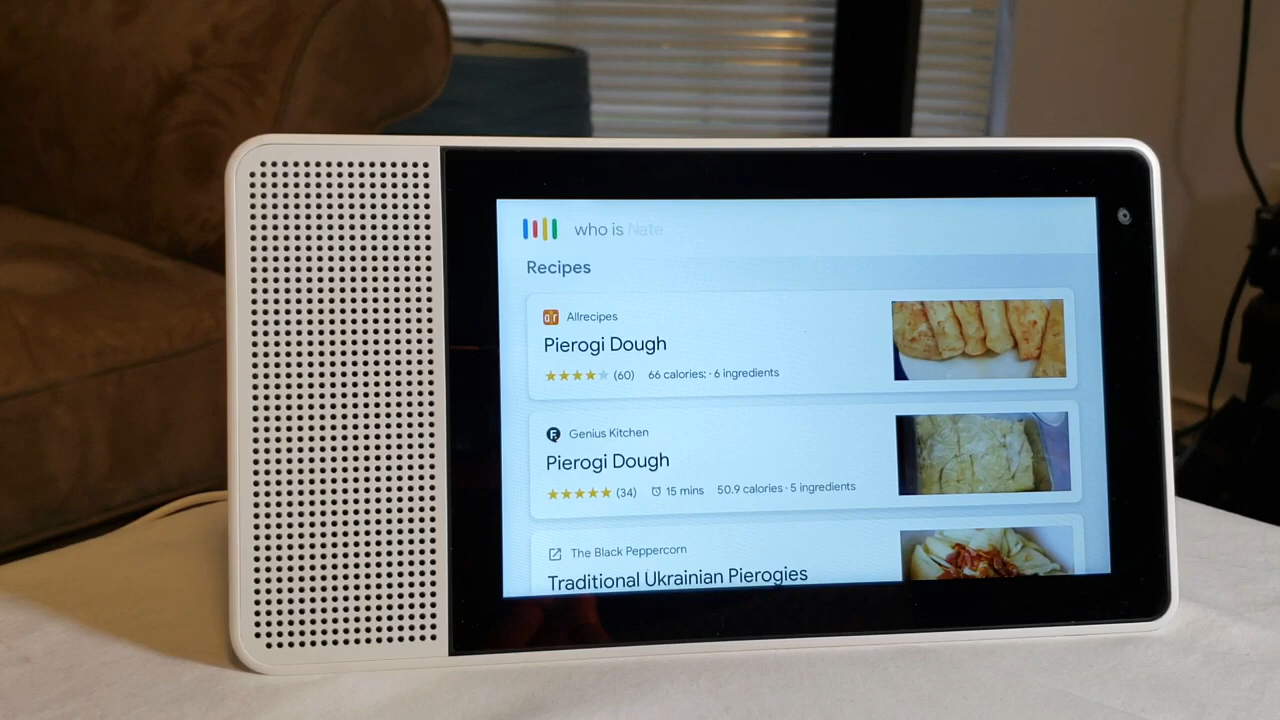 who is Nate
Recipes
ar Allrecipes
Pierogi Dough
(60) 66 calories: · 6 ingredients
Genius Kitchen
Pierogi Dough
(34) 15 mins 50.9 calories · 5 ingredients
The Black Peppercorn
Traditional Ukrainian Pierogies